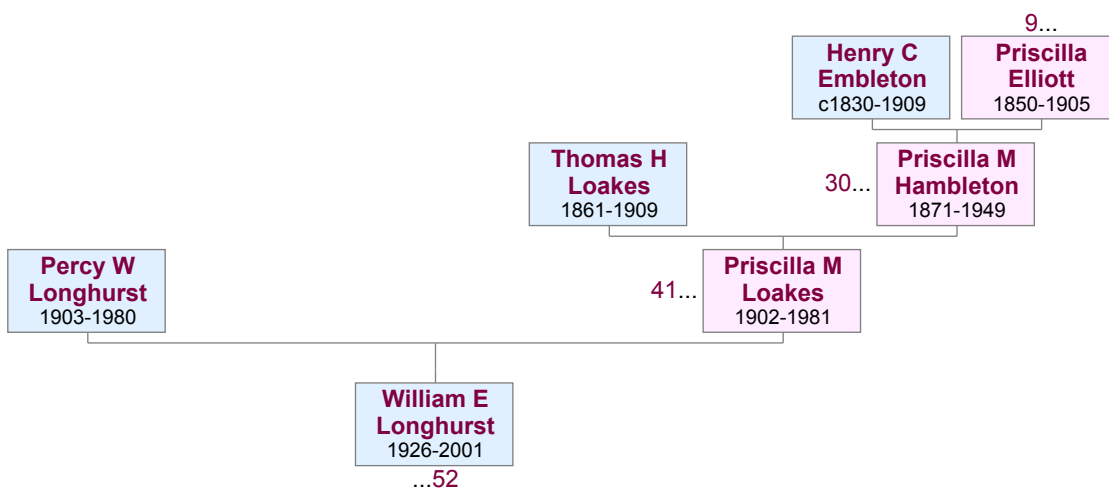 9...
Henry C
Embleton
c1830-1909
Priscilla
Elliott
1850-1905
Thomas H
Loakes
1861-1909
30...
Priscilla M
Hambleton
1871-1949
Percy W
Longhurst
1903-1980
41...
Priscilla M
Loakes
1902-1981
William E
Longhurst
1926-2001
...52